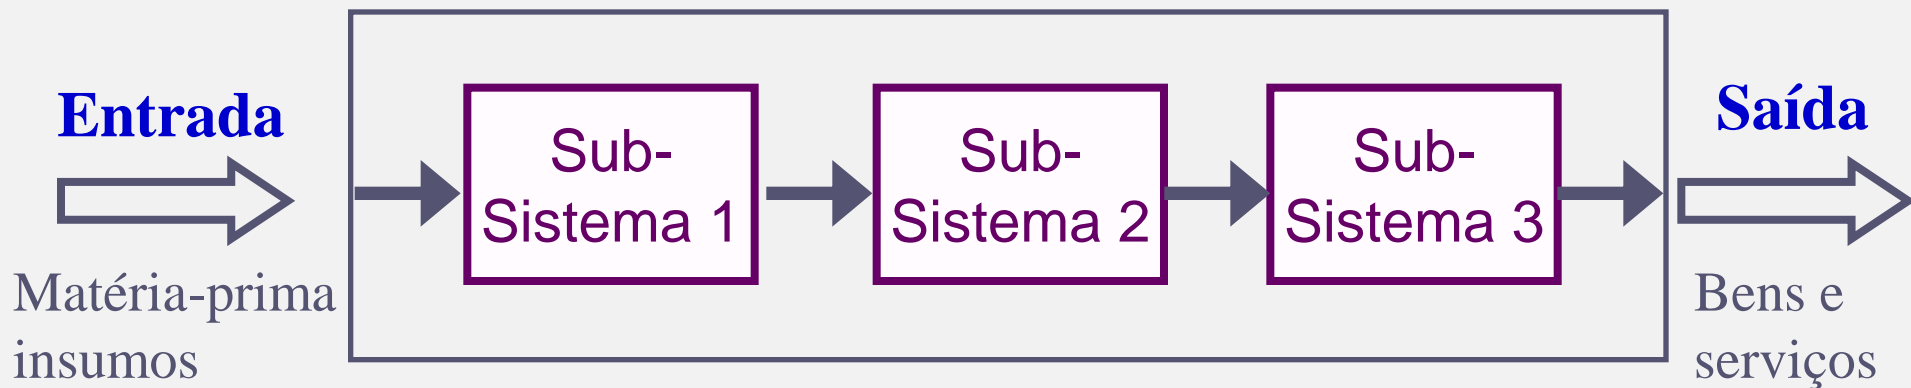 Entrada
Matéria-prima
insumos
Sub-
Sistema 1
Sub-
Sistema 2
Sub-
Sistema 3
Saída
Bens e
serviços